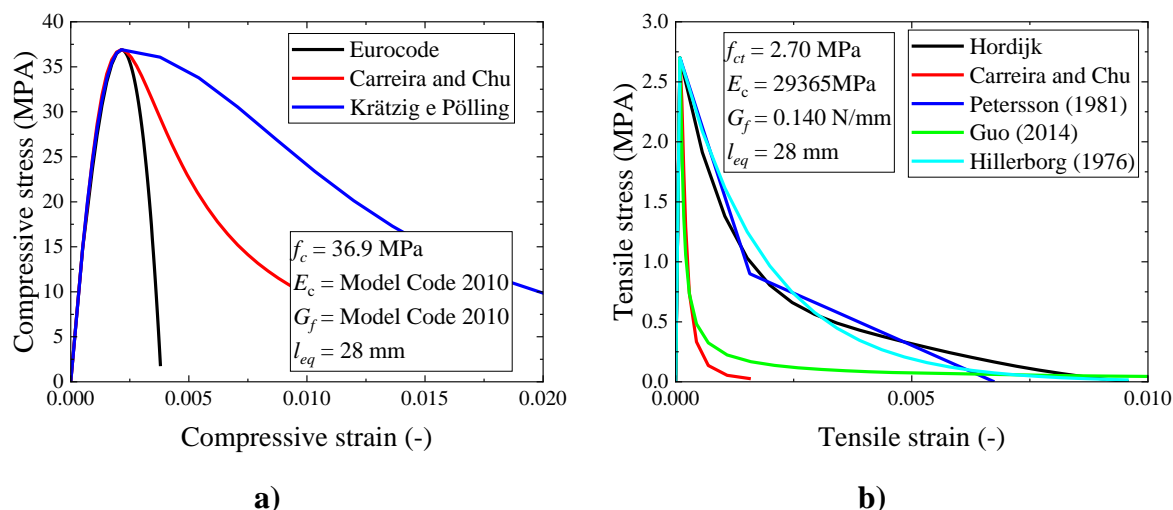 40
35
30
25
20
15
10
5
0
Compressive stress (MPA)
Eurocode
Carreira and Chu
Krätzig e Pölling
f_c = 36.9 MPa
E_c = Model Code 2010
G_f = Model Code 2010
l_eq = 28 mm
0.000 0.005 0.010 0.015 0.020
Compressive strain (-)
a)
3.0
2.5
2.0
1.5
1.0
0.5
0.0
Tensile stress (MPA)
f_ct = 2.70 MPa
E_c = 29365MPa
G_f = 0.140 N/mm
l_eq = 28 mm
Hordijk
Carreira and Chu
Petersson (1981)
Guo (2014)
Hillerborg (1976)
0.000 0.005 0.010
Tensile strain (-)
b)